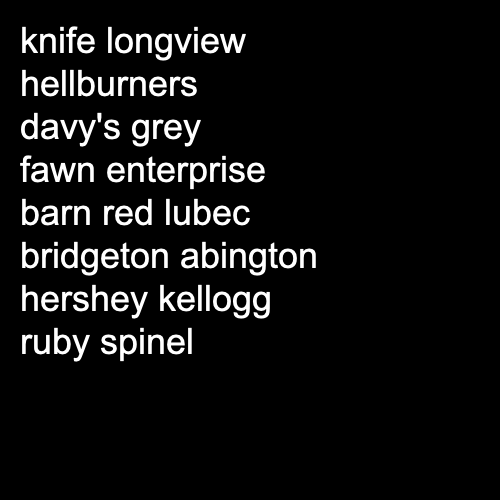 knife longview
hellburners
davy's grey
fawn enterprise
barn red lubec
bridgeton abington
hershey kellogg
ruby spinel